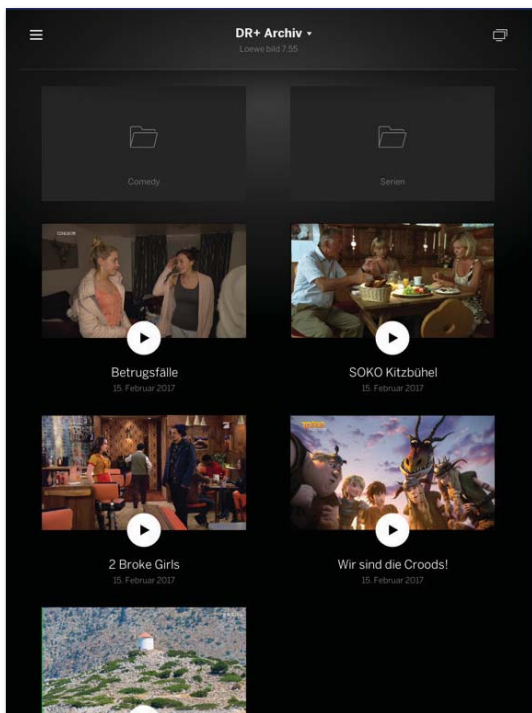 DR+ Archiv
Loewe bild 7.55
Comedy
Serien
Betrugsfälle
15. Februar 2017
SOKO Kitzbühel
15. Februar 2017
2 Broke Girls
15. Februar 2017
Wir sind die Croods!
15. Februar 2017